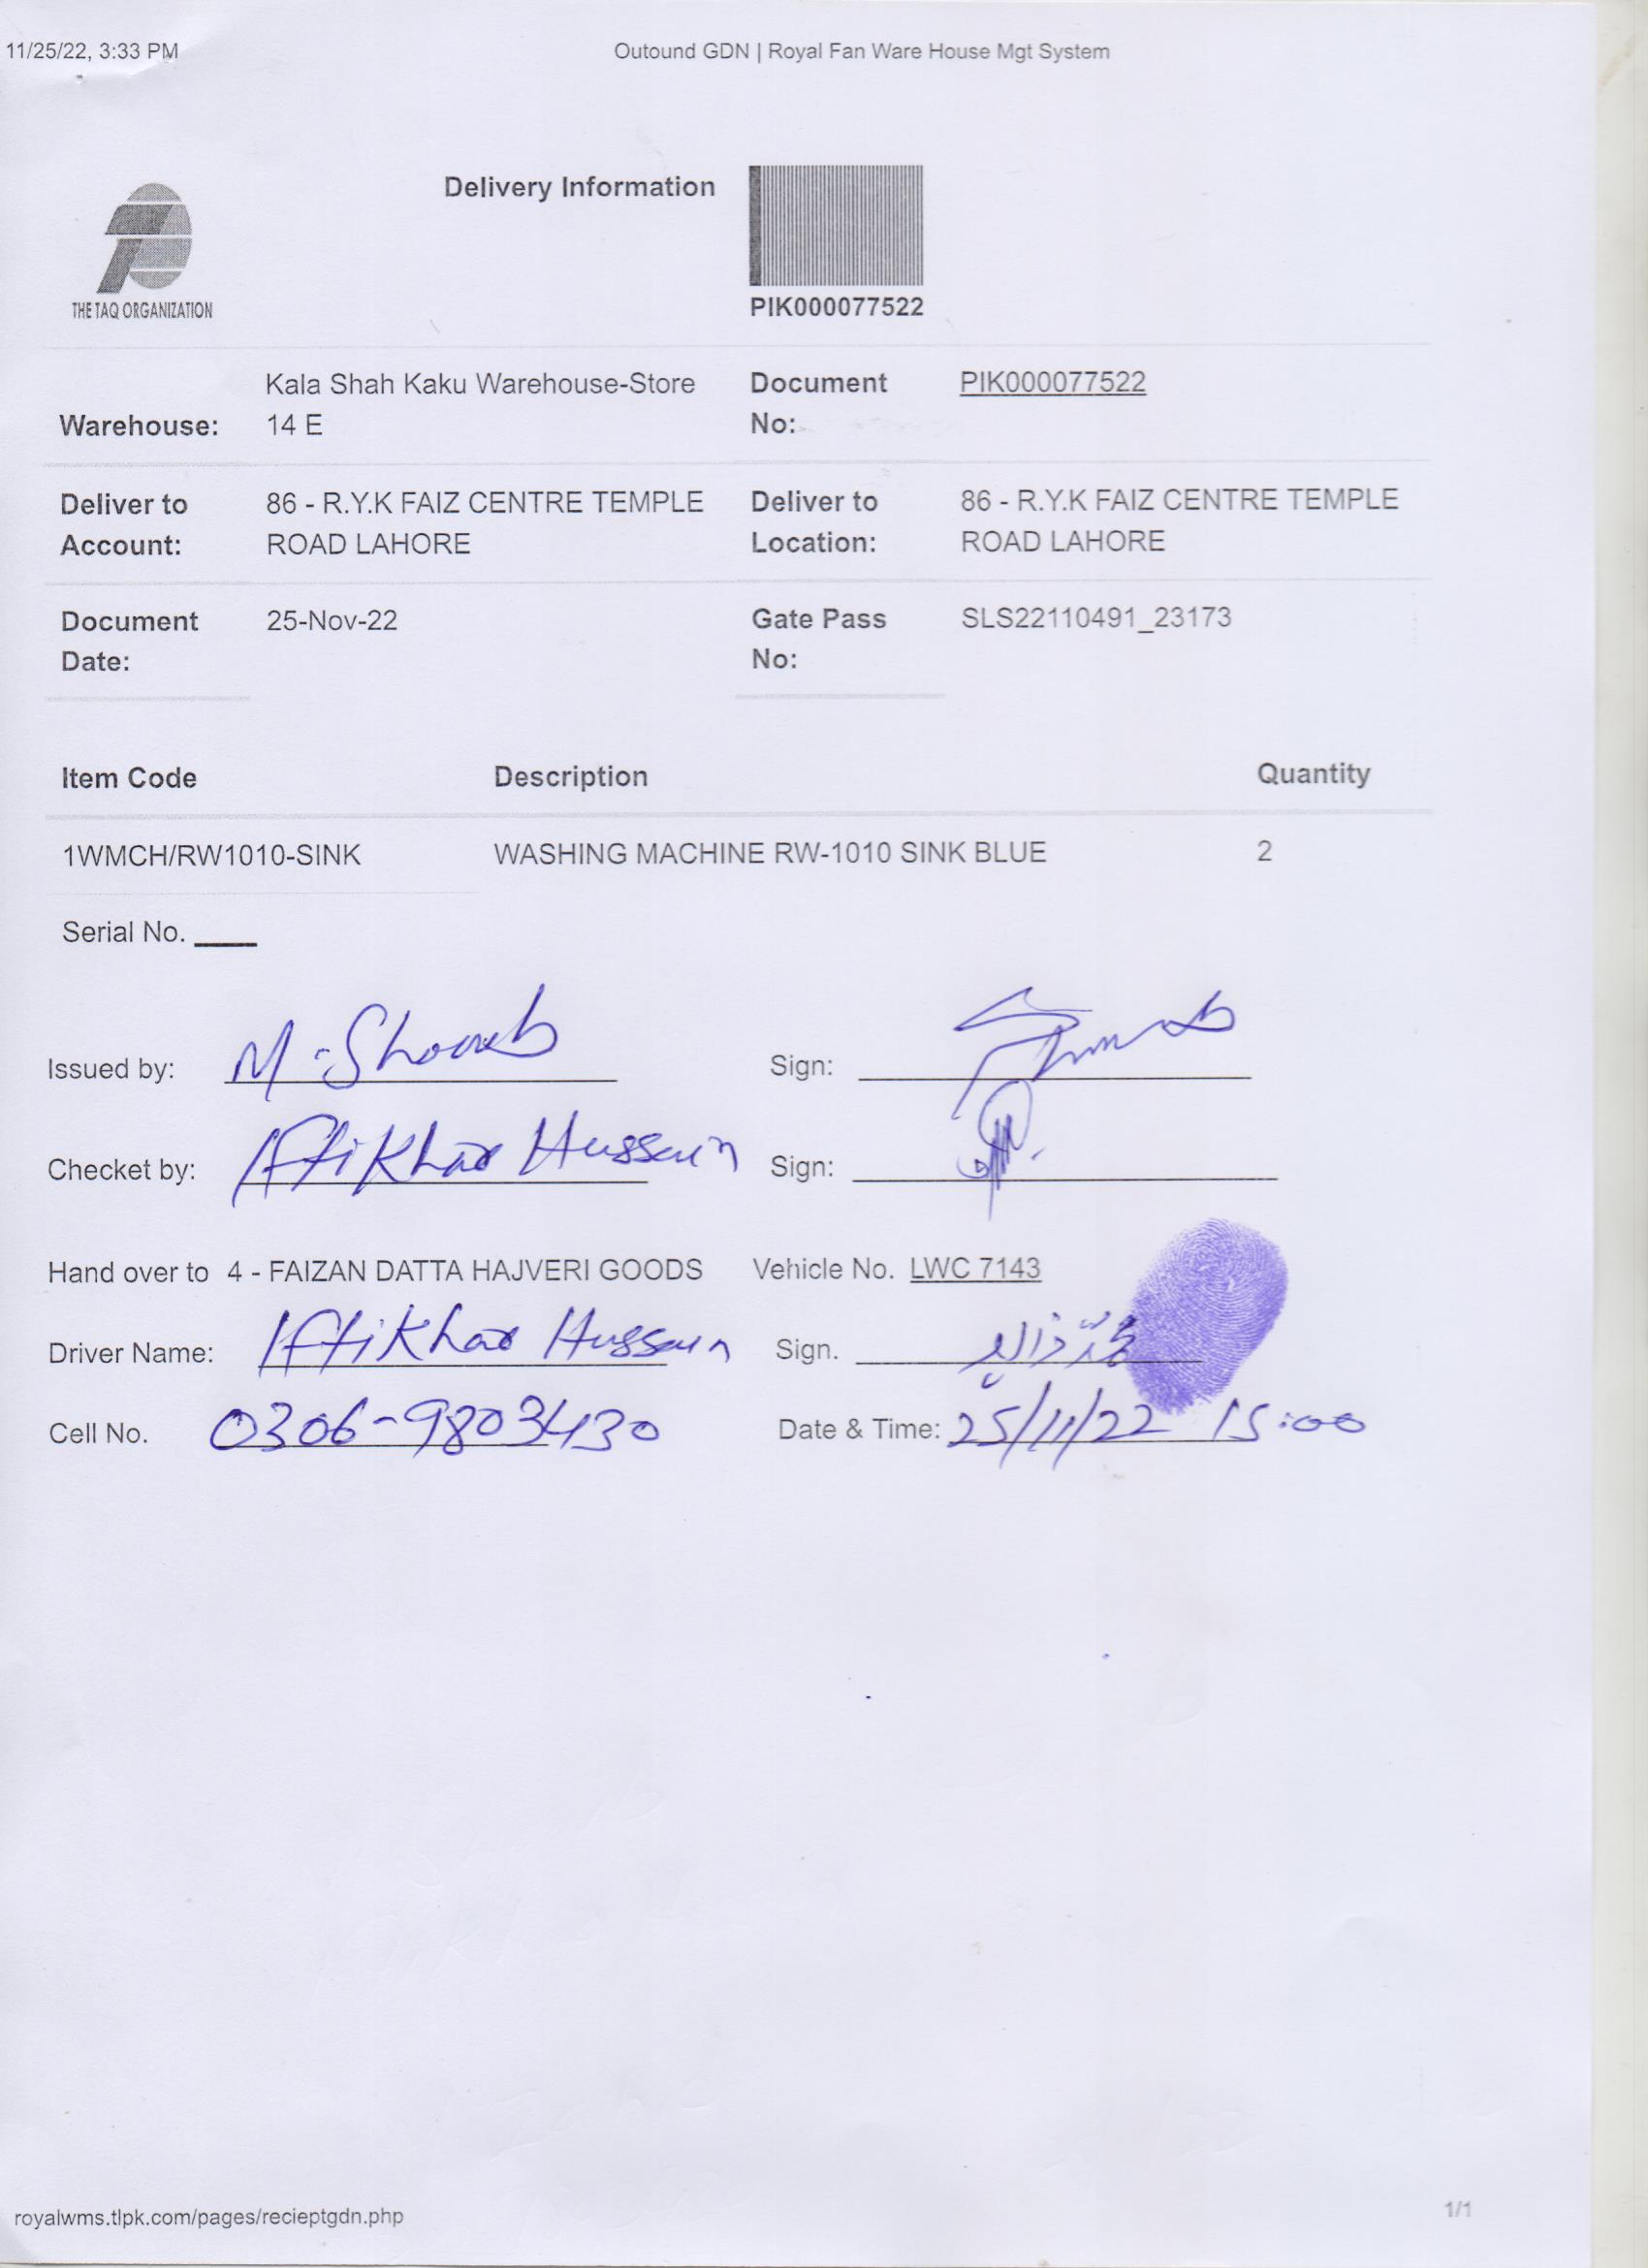 11/25/22, 3:33 PM Outound GDN | Royal Fan Ware House Mgt System
Delivery Information
THE TAQ ORGANIZATION
PIK000077522
Kala Shah Kaku Warehouse-Store Document PIK000077522
Warehouse: 14 E No:
Deliver to 86 - R.Y.K FAIZ CENTRE TEMPLE Deliver to 86 - R.Y.K FAIZ CENTRE TEMPLE
Account: ROAD LAHORE Location: ROAD LAHORE
Document 25-Nov-22 Gate Pass SLS22110491_23173
Date: No:
Item Code Description Quantity
1WMCH/RW1010-SINK WASHING MACHINE RW-1010 SINK BLUE 2
Serial No.
Issued by: M-Shoaib Sign:
Checket by: Iftikhar Hussain Sign:
Hand over to 4 - FAIZAN DATTA HAJVERI GOODS Vehicle No. LWC 7143
Driver Name: Iftikhar Hussain Sign.
Cell No. 0306-9803430 Date & Time: 25/11/22 15:00
royalwms.tlpk.com/pages/recieptgdn.php 1/1